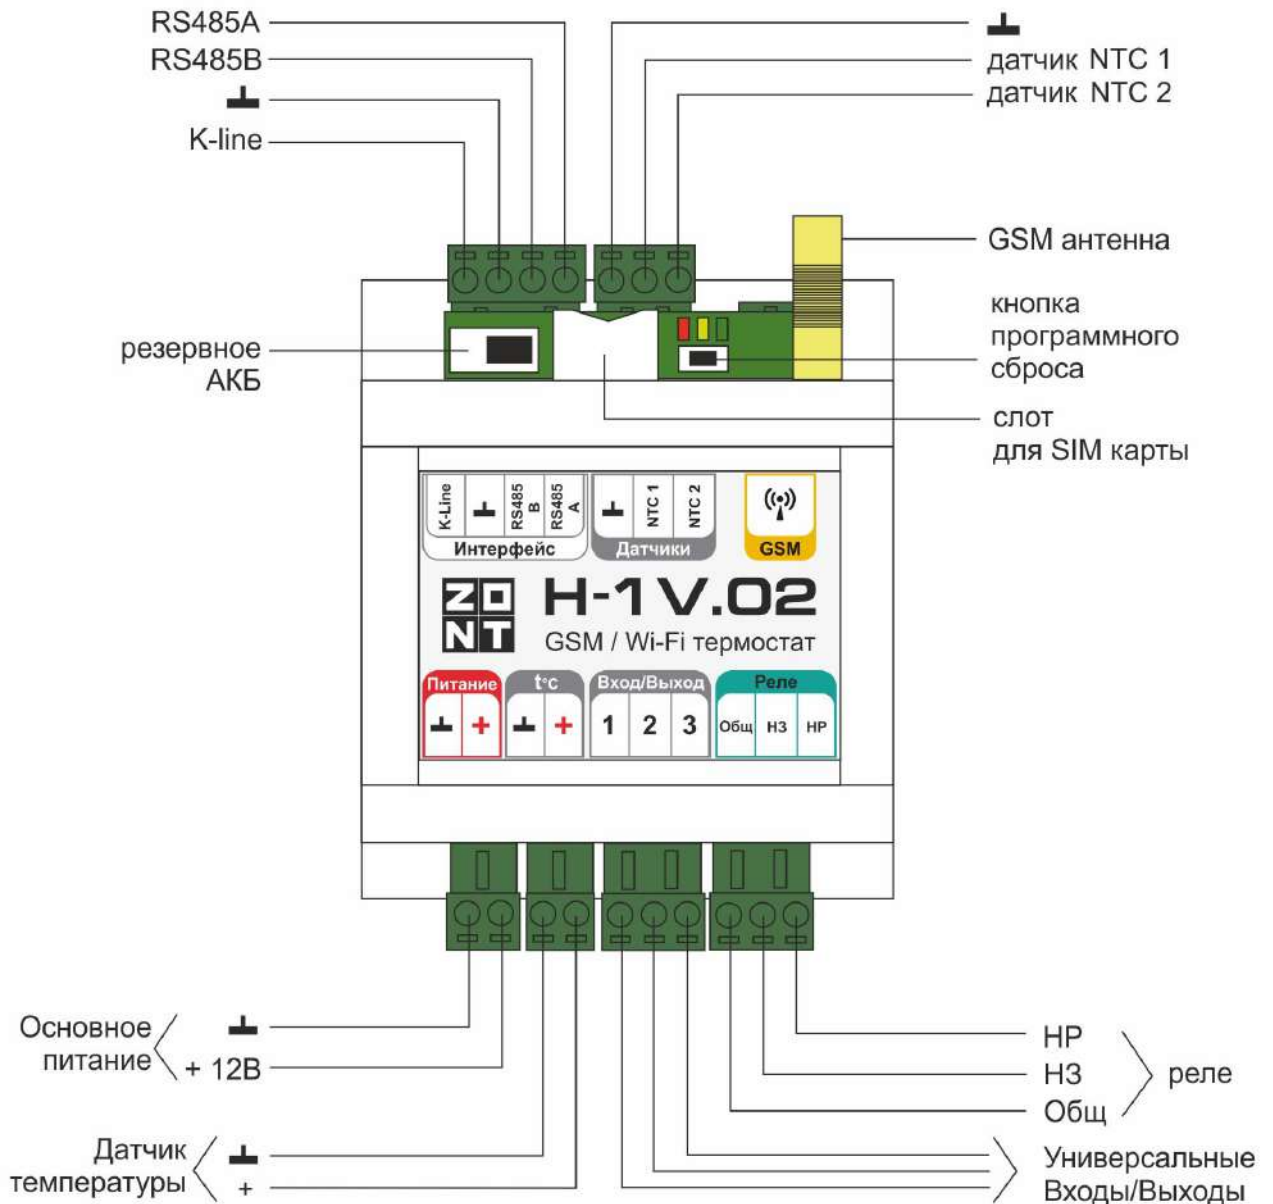 RS485A
RS485B
K-line
датчик NTC 1
датчик NTC 2
GSM антенна
кнопка
программного
сброса
резервное
АКБ
слот
для SIM карты
K-Line
RS485
B
RS485
A
NTC 1
NTC 2
Интерфейс
Датчики
GSM
ZONT
H-1V.02
GSM / Wi-Fi термостат
Питание
t°C
Вход/Выход
Реле
+
+
1
2
3
Общ
НЗ
НР
Основное
питание
+ 12В
Датчик
температуры
+
НР
НЗ
Общ
реле
Универсальные
Входы/Выходы